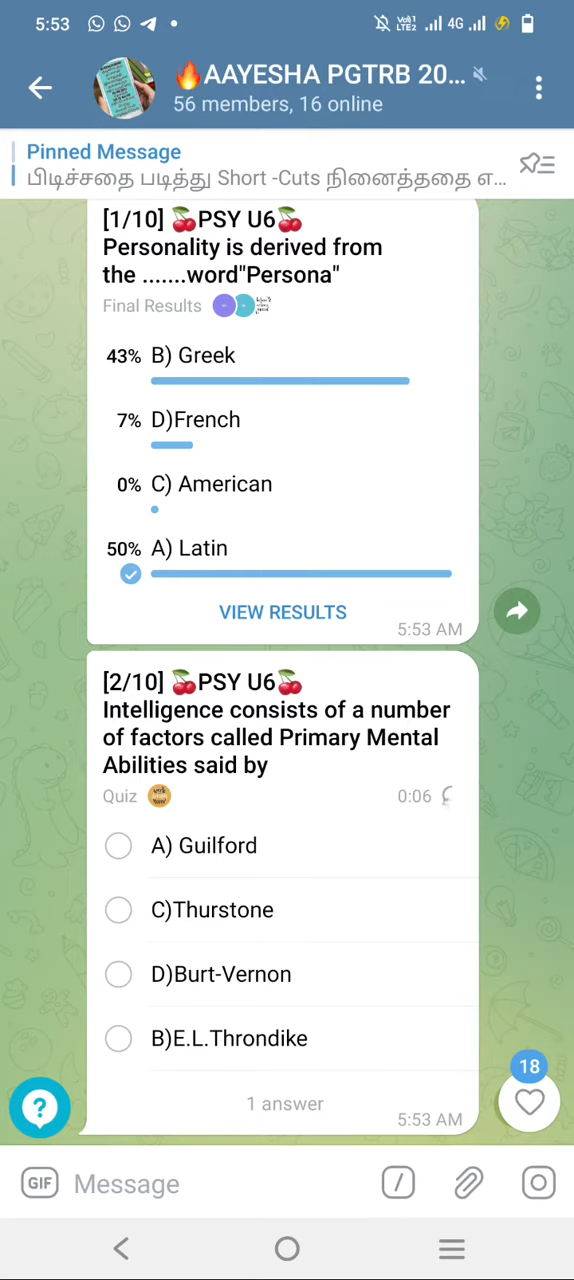 5:53
Vo))1 LTE2 4G
🔥AAYESHA PGTRB 20...
56 members, 16 online
Pinned Message
பிடிச்சதை படித்து Short -Cuts நினைத்ததை எ...
[1/10] 🍒PSY U6🍒
Personality is derived from
the .......word"Persona"
Final Results
43% B) Greek
7% D)French
0% C) American
50% A) Latin
VIEW RESULTS
5:53 AM
[2/10] 🍒PSY U6🍒
Intelligence consists of a number
of factors called Primary Mental
Abilities said by
Quiz 0:06
A) Guilford
C)Thurstone
D)Burt-Vernon
B)E.L.Throndike
18
?
1 answer
5:53 AM
GIF Message /